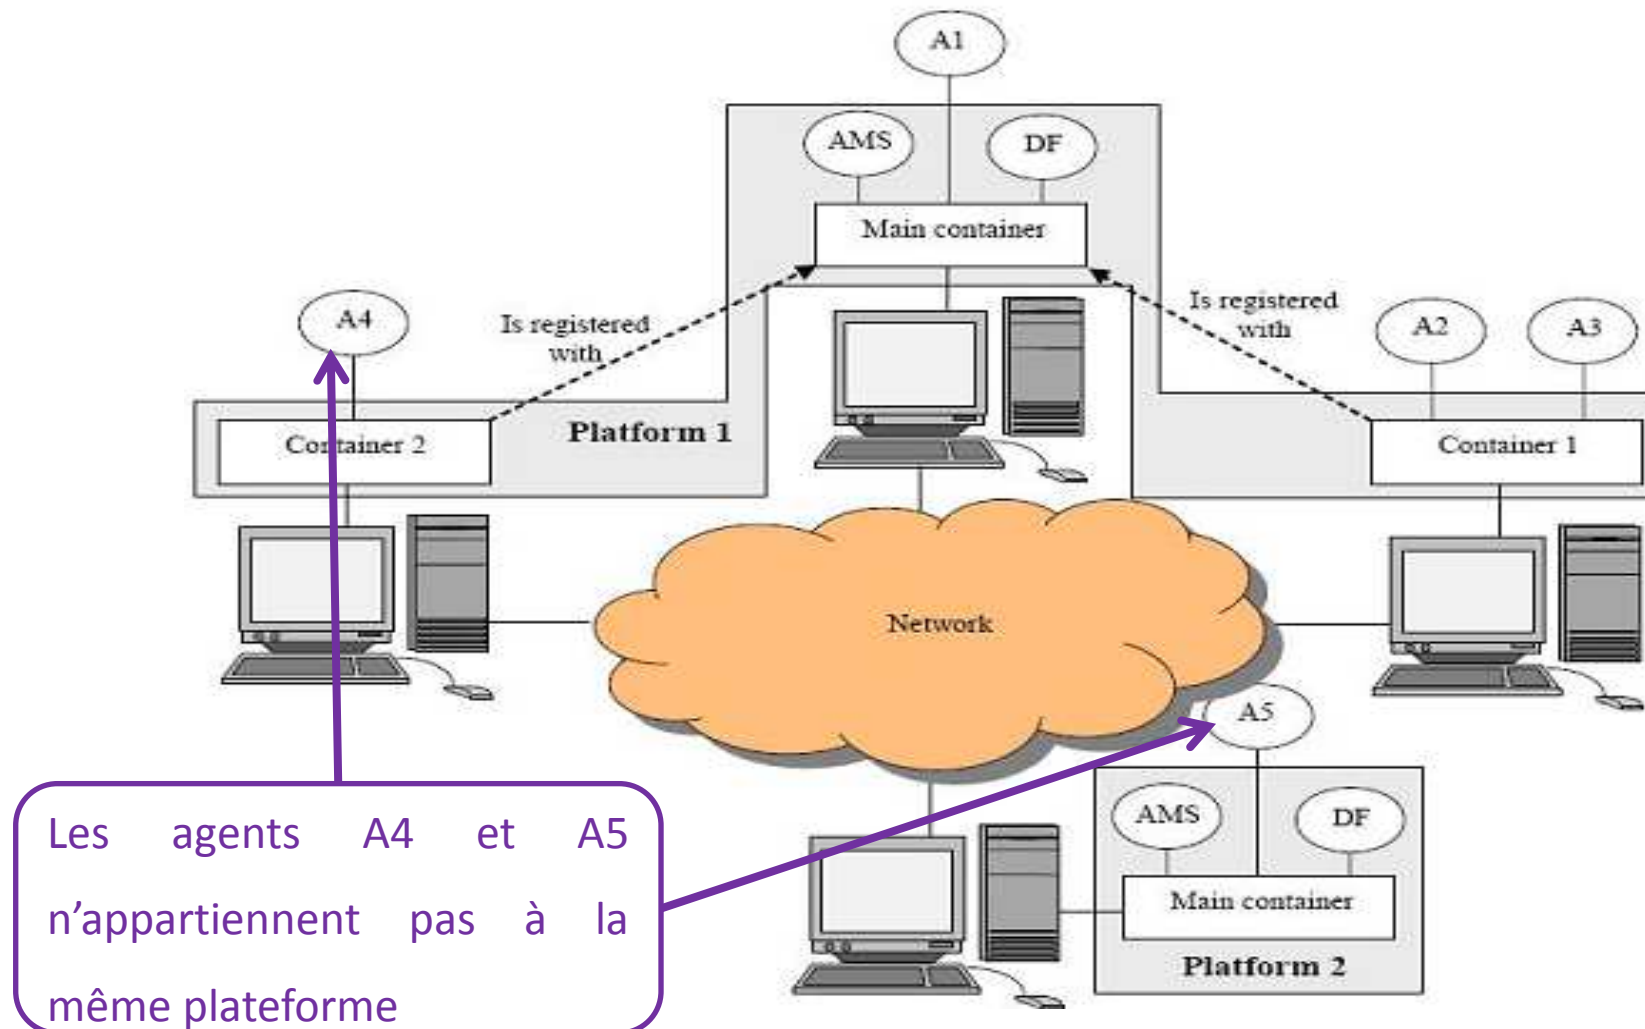 A1
AMS
DF
Main container
A4
Is registered
with
Is registered
with
A2
A3
Container 2
Platform 1
Container 1
Network
A5
AMS
DF
Main container
Platform 2
Les agents A4 et A5
n’appartiennent pas à la
même plateforme